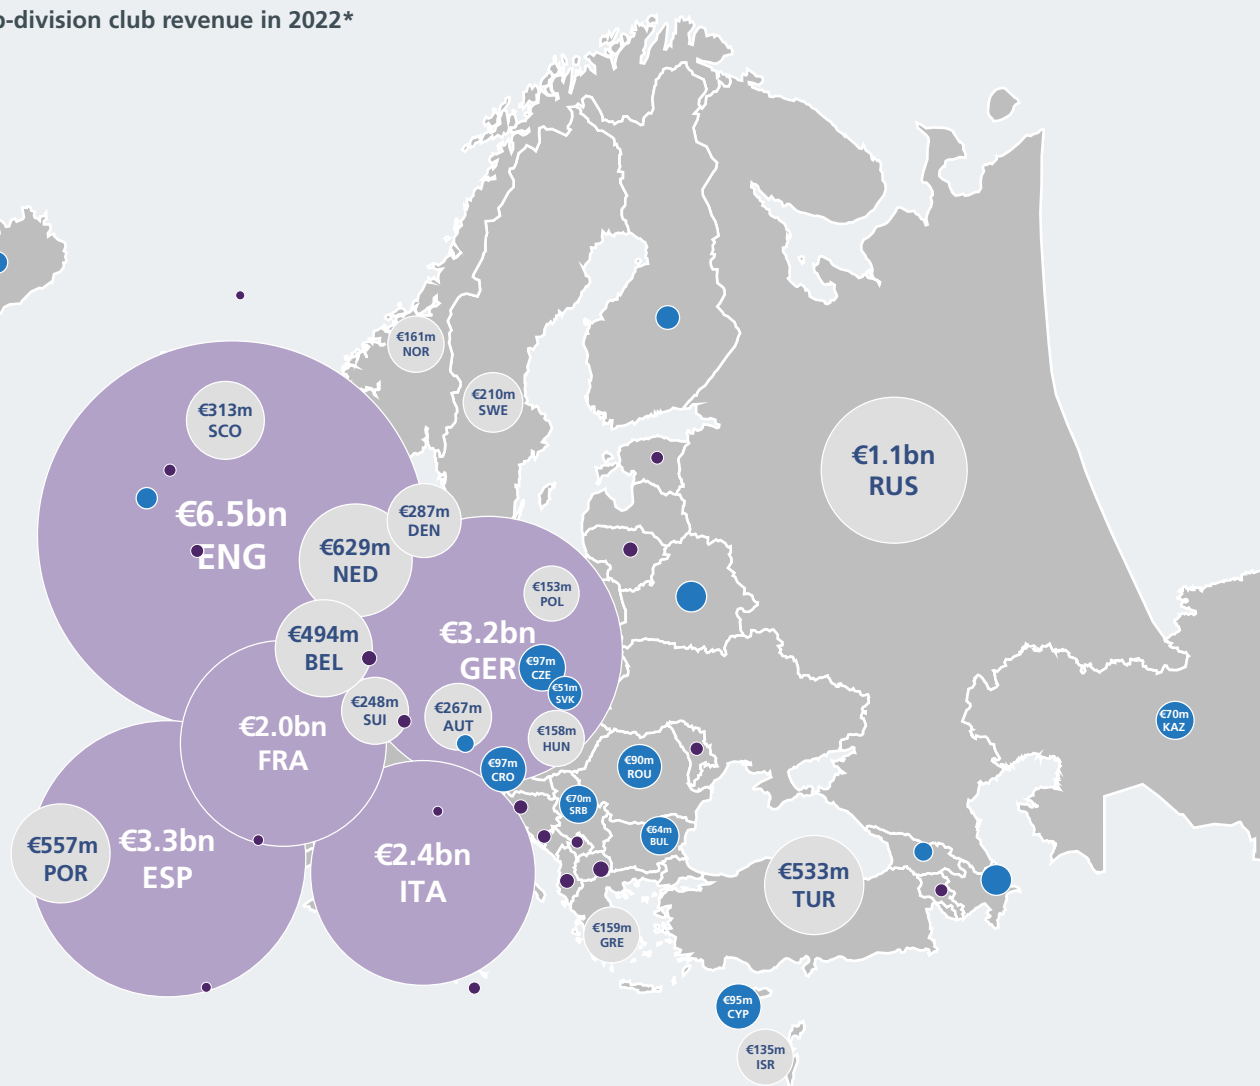 -division club revenue in 2022*
€161m
NOR
€210m
SWE
€313m
SCO
€1.1bn
RUS
€6.5bn
ENG
€287m
DEN
€629m
NED
€153m
POL
€494m
BEL
€3.2bn
GER
€97m
CZE
€51m
SVK
€248m
SUI
€267m
AUT
€158m
HUN
€2.0bn
FRA
€97m
CRO
€90m
ROU
€70m
KAZ
€70m
SRB
€64m
BUL
€557m
POR
€3.3bn
ESP
€2.4bn
ITA
€533m
TUR
€159m
GRE
€95m
CYP
€135m
ISR